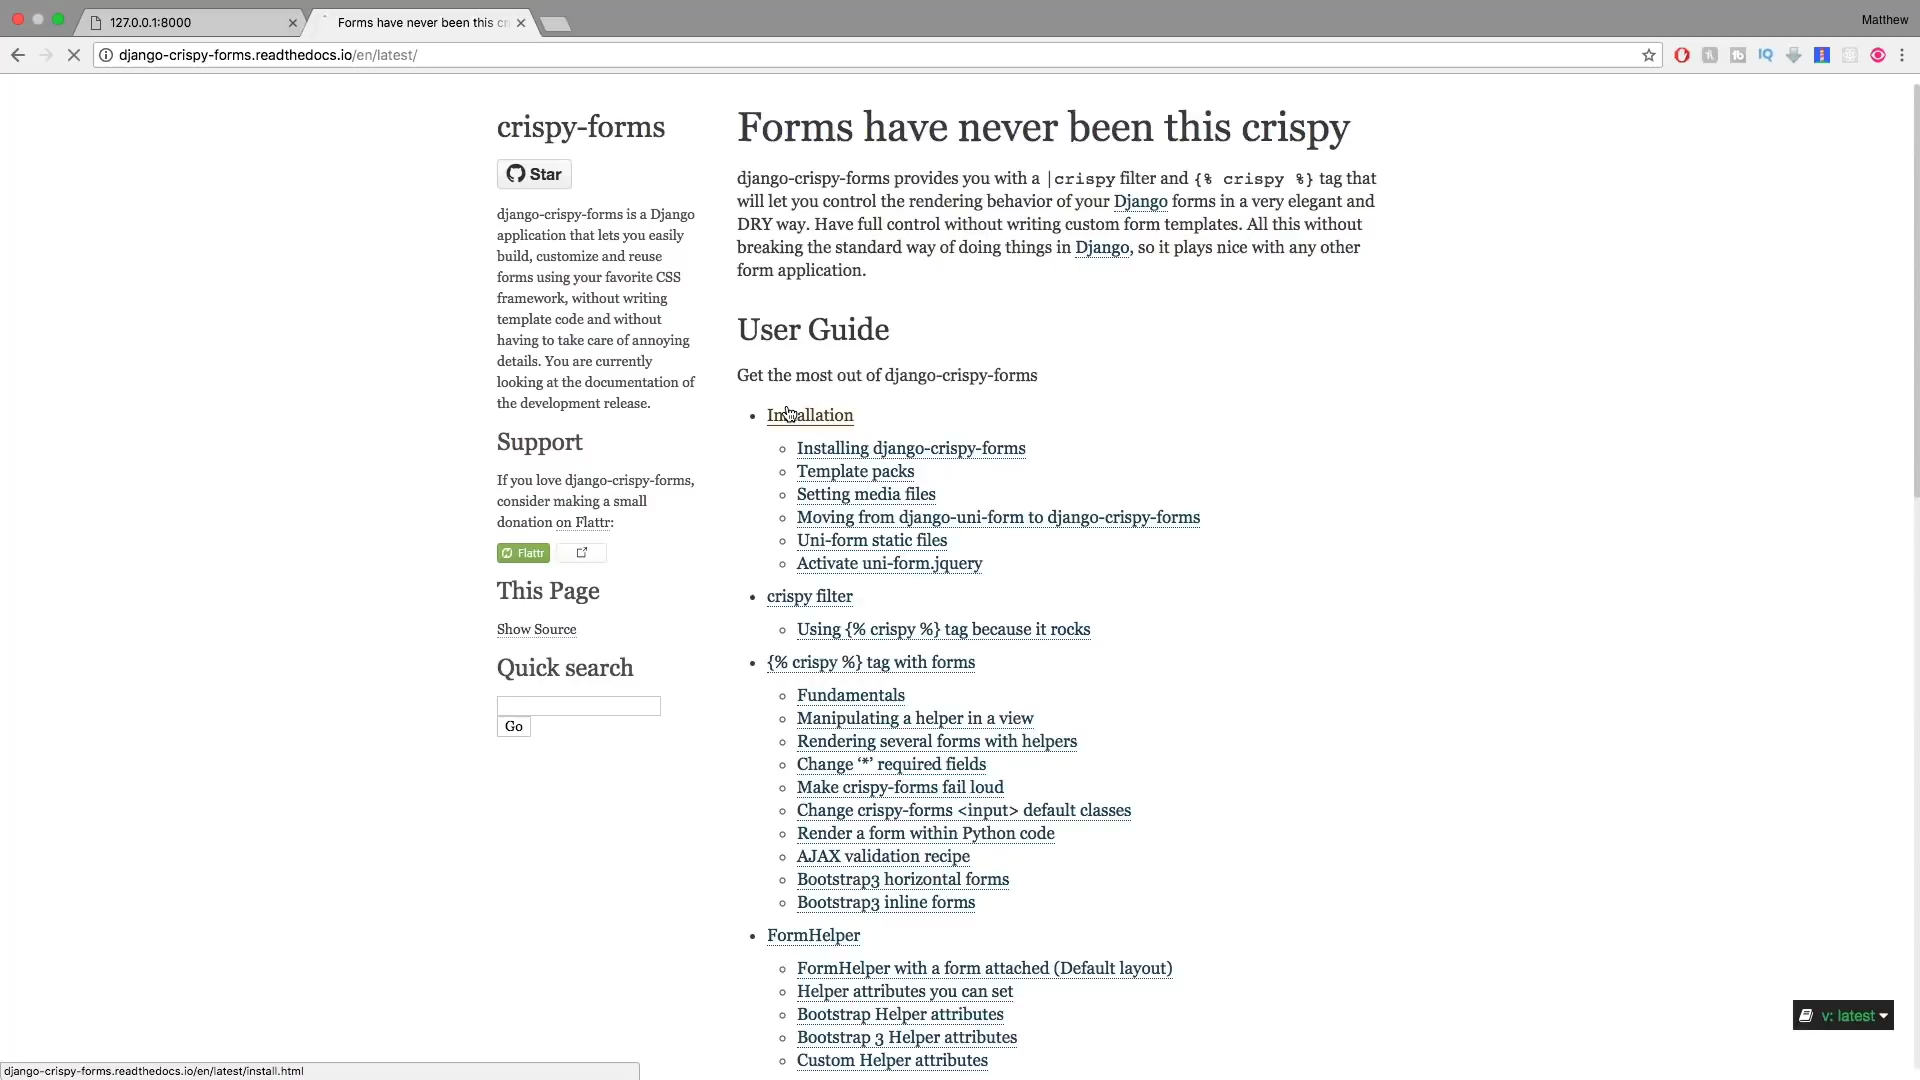 127.0.0.1:8000
Forms have never been this cr
Matthew
django-crispy-forms.readthedocs.io/en/latest/
crispy-forms
Star
django-crispy-forms is a Django
application that lets you easily
build, customize and reuse
forms using your favorite CSS
framework, without writing
template code and without
having to take care of annoying
details. You are currently
looking at the documentation of
the development release.
Support
If you love django-crispy-forms,
consider making a small
donation on Flattr:
Flattr
This Page
Show Source
Quick search
Go
Forms have never been this crispy
django-crispy-forms provides you with a |crispy filter and {% crispy %} tag that
will let you control the rendering behavior of your Django forms in a very elegant and
DRY way. Have full control without writing custom form templates. All this without
breaking the standard way of doing things in Django, so it plays nice with any other
form application.
User Guide
Get the most out of django-crispy-forms
Installation
Installing django-crispy-forms
Template packs
Setting media files
Moving from django-uni-form to django-crispy-forms
Uni-form static files
Activate uni-form.jquery
crispy filter
Using {% crispy %} tag because it rocks
{% crispy %} tag with forms
Fundamentals
Manipulating a helper in a view
Rendering several forms with helpers
Change ‘*’ required fields
Make crispy-forms fail loud
Change crispy-forms <input> default classes
Render a form within Python code
AJAX validation recipe
Bootstrap3 horizontal forms
Bootstrap3 inline forms
FormHelper
FormHelper with a form attached (Default layout)
Helper attributes you can set
Bootstrap Helper attributes
Bootstrap 3 Helper attributes
Custom Helper attributes
v: latest
django-crispy-forms.readthedocs.io/en/latest/install.html